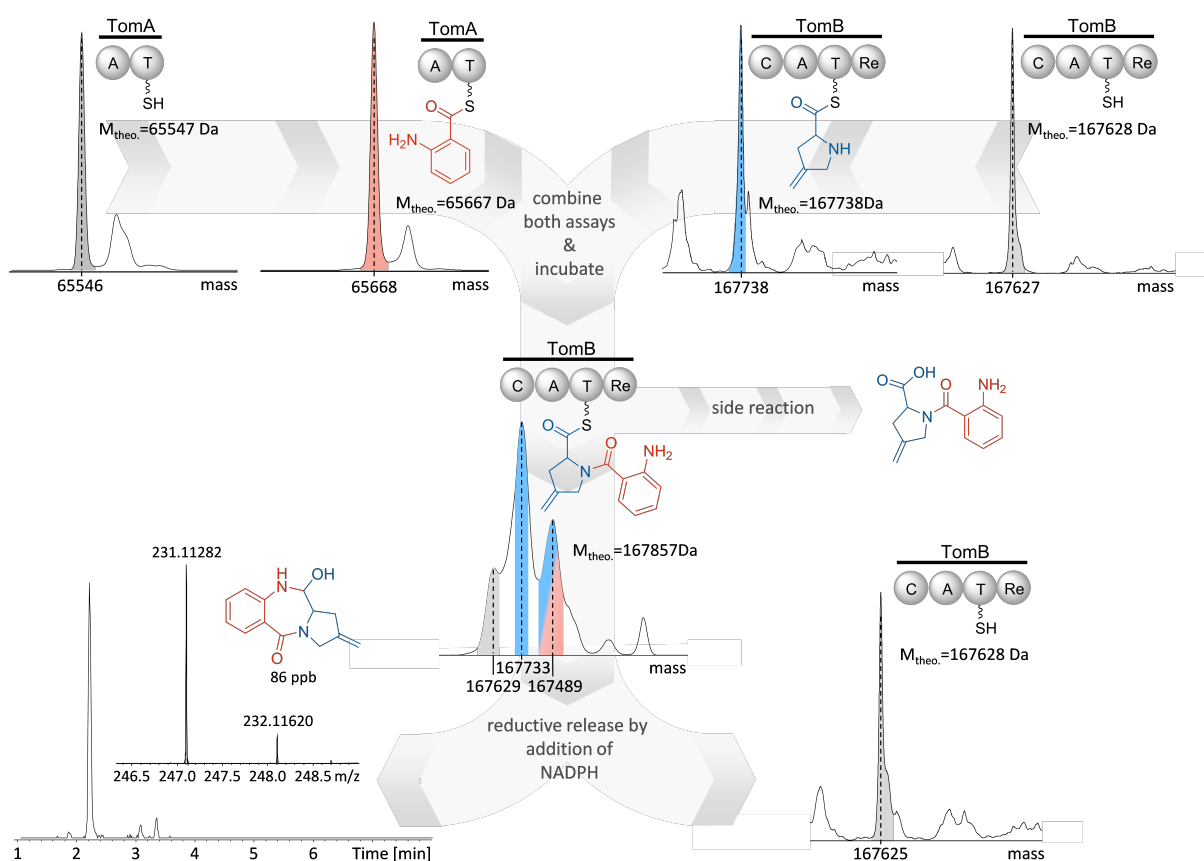 TomA
A T
SH
Mtheo.=65547 Da
65546
mass
TomA
A T
S
O
H2N
Mtheo.=65667 Da
65668
mass
TomB
C A T Re
S
O
NH
Mtheo.=167738Da
167738
mass
TomB
C A T Re
SH
Mtheo.=167628 Da
167627
mass
combine
both assays
&
incubate
TomB
C A T Re
S
O
O
NH2
N
Mtheo.=167857Da
167733
167629
167489
mass
side reaction
O
OH
O
NH2
N
231.11282
232.11620
H
N
OH
N
O
86 ppb
246.5 247.0 247.5 248.0 248.5 m/z
1 2 3 4 5 6 Time [min]
reductive release by
addition of
NADPH
TomB
C A T Re
SH
Mtheo.=167628 Da
167625
mass